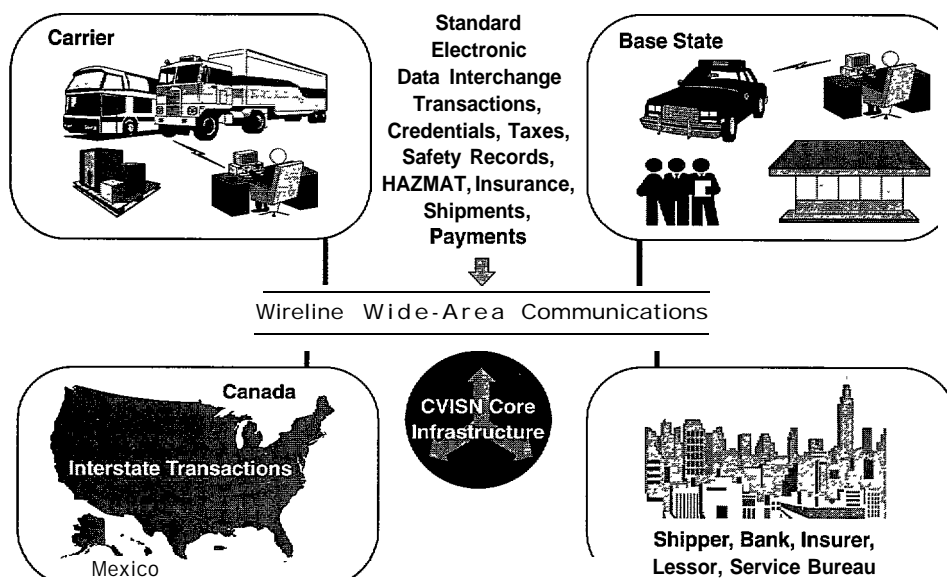 Carrier
Standard
Electronic
Data Interchange
Transactions,
Credentials, Taxes,
Safety Records,
HAZMAT, Insurance,
Shipments,
Payments
Base State
Wireline Wide-Area Communications
Canada
Interstate Transactions
Mexico
CVISN Core
Infrastructure
Shipper, Bank, Insurer,
Lessor, Service Bureau